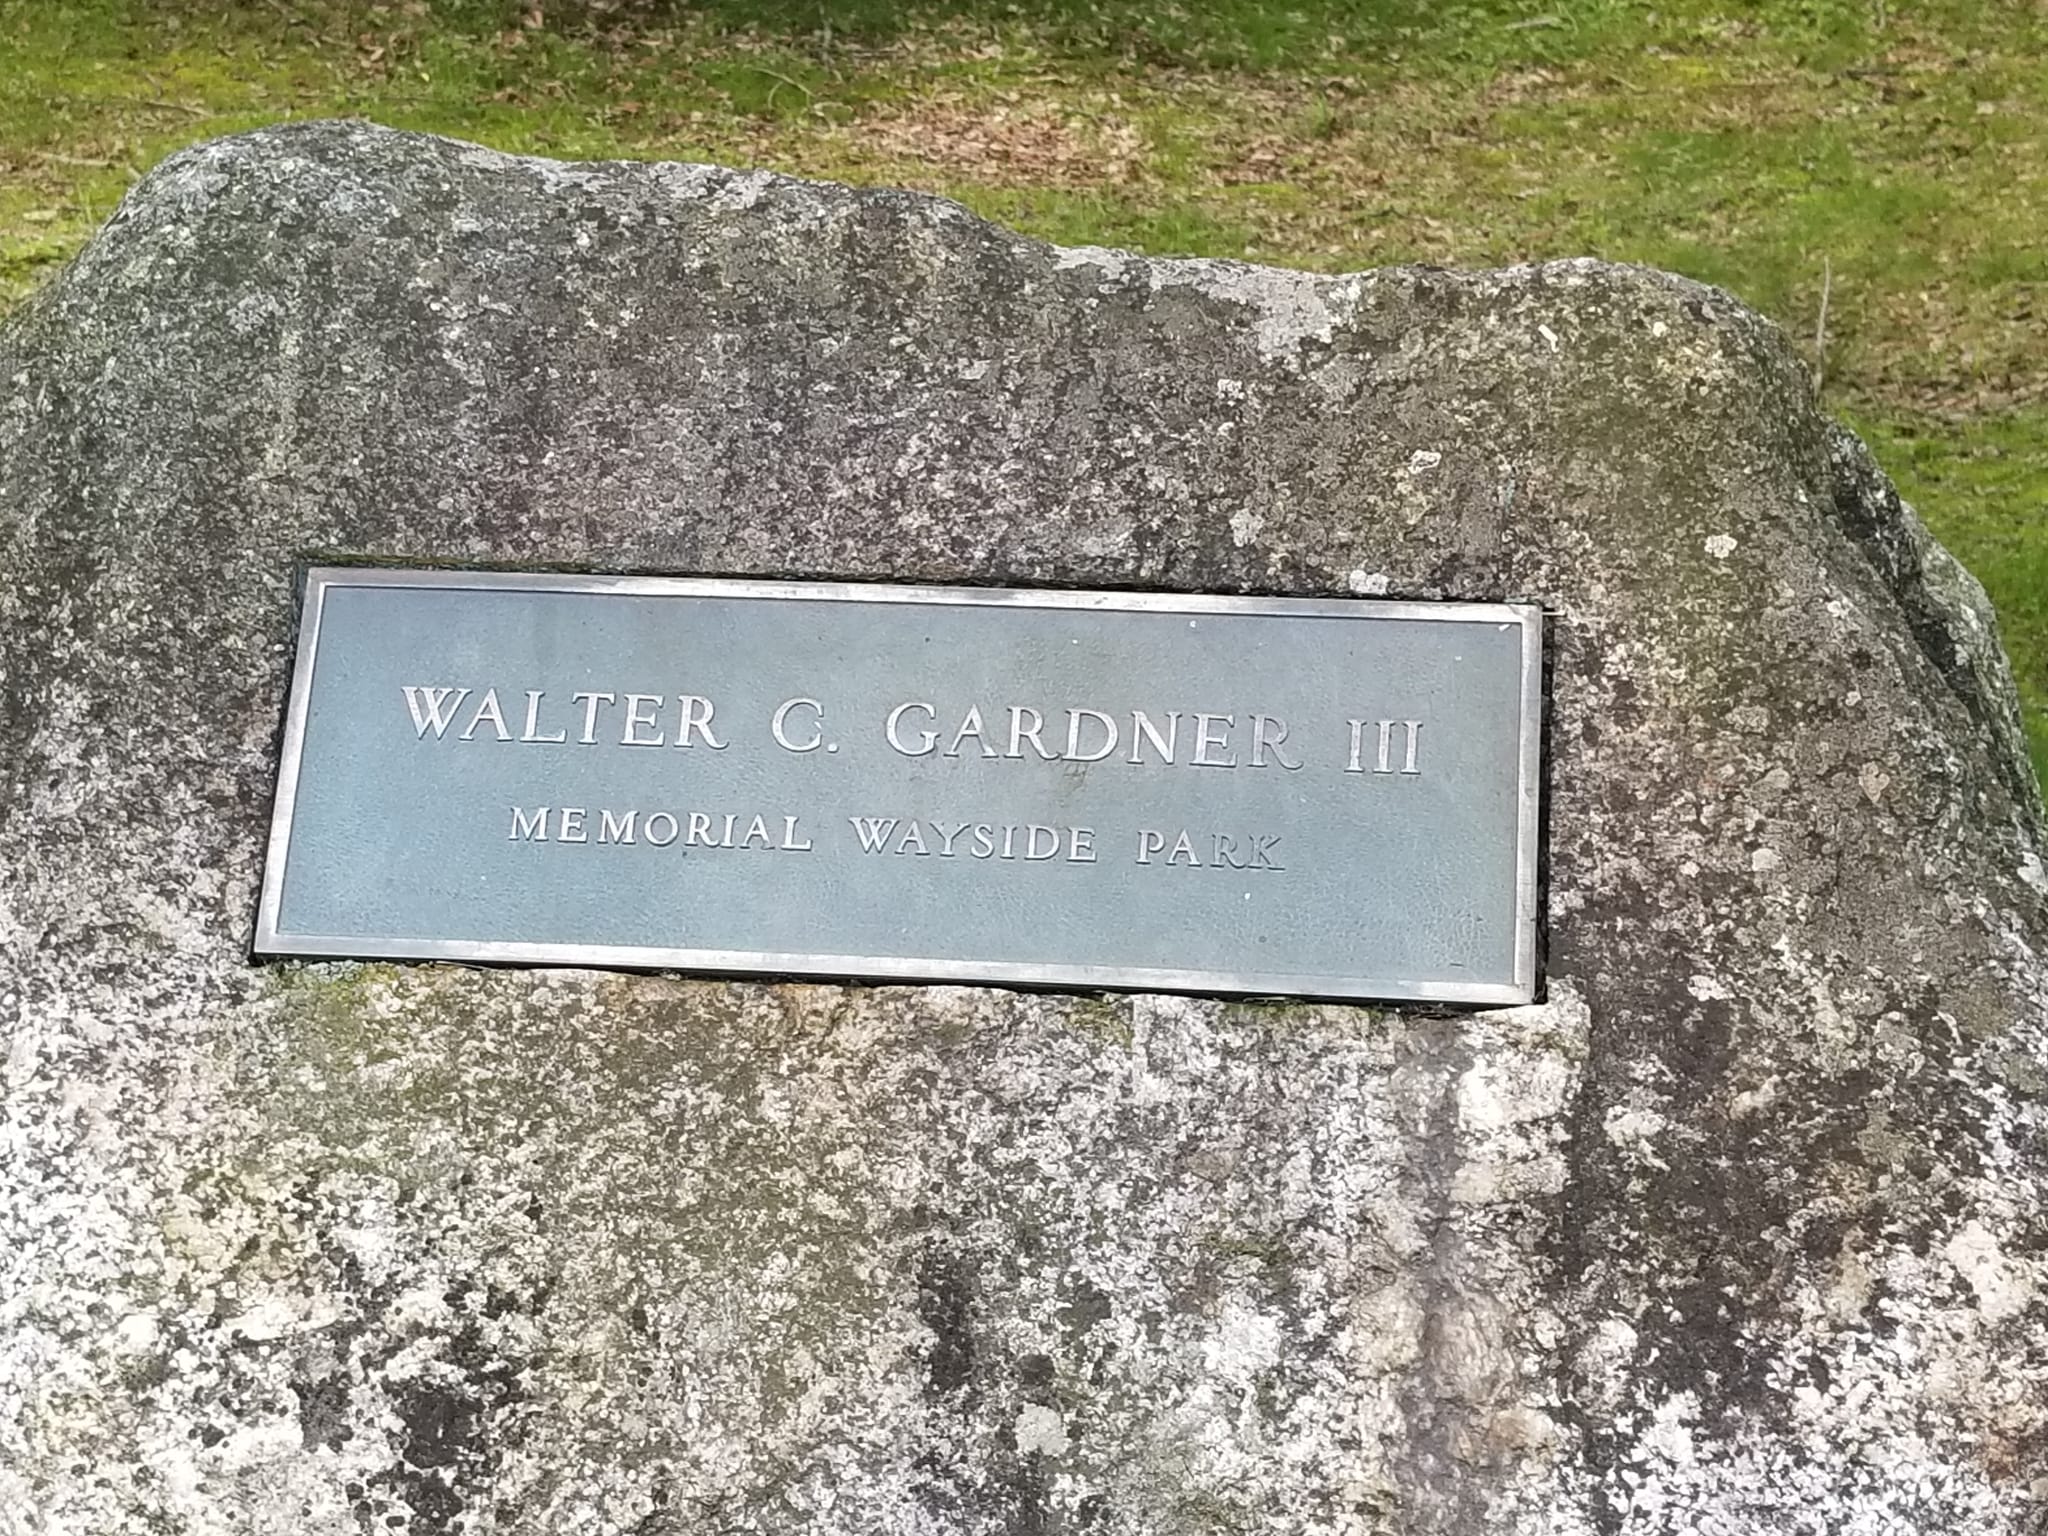 WALTER C. GARDNER III
MEMORIAL WAYSIDE PARK